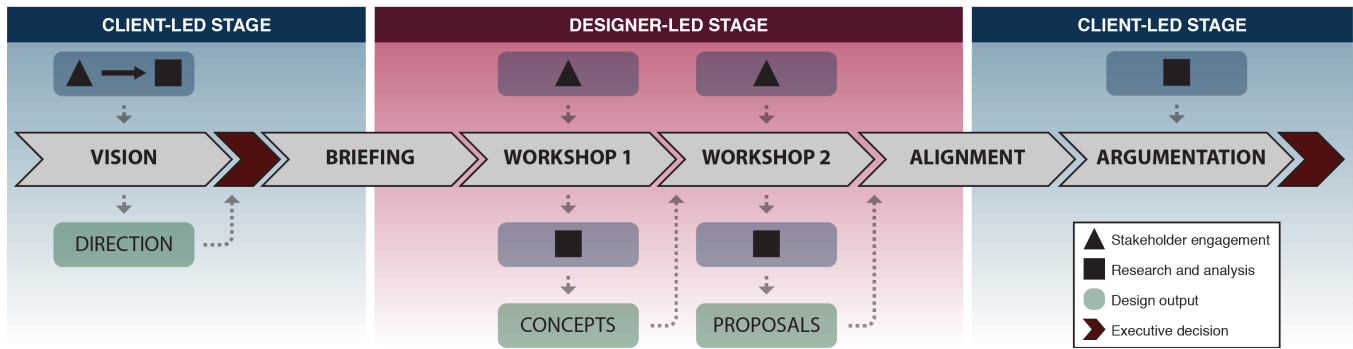 CLIENT-LED STAGE
DESIGNER-LED STAGE
CLIENT-LED STAGE
VISION
BRIEFING
WORKSHOP 1
WORKSHOP 2
ALIGNMENT
ARGUMENTATION
DIRECTION
CONCEPTS
PROPOSALS
Stakeholder engagement
Research and analysis
Design output
Executive decision